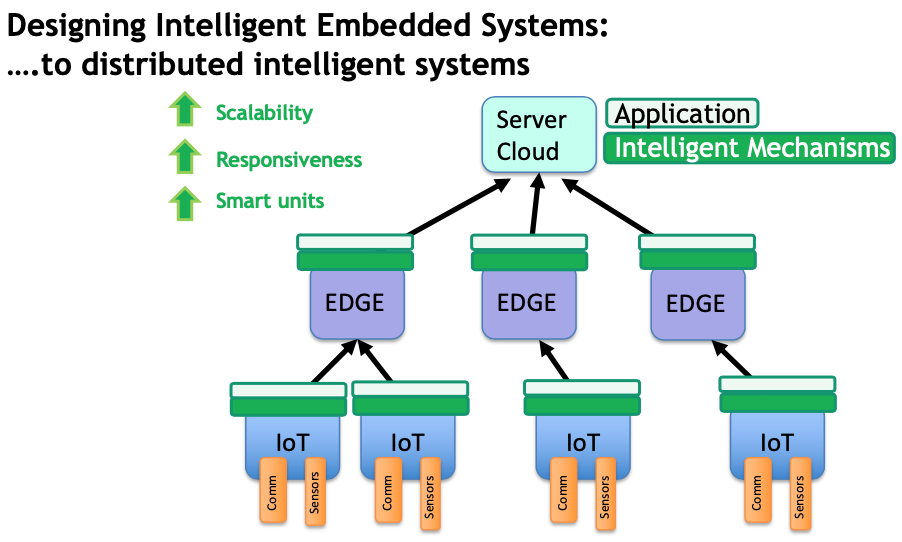 Designing Intelligent Embedded Systems:
....to distributed intelligent systems
Scalability
Responsiveness
Smart units
Server
Cloud
Application
Intelligent Mechanisms
EDGE
EDGE
EDGE
IoT
IoT
IoT
IoT
Comm
Sensors
Comm
Sensors
Comm
Sensors
Comm
Sensors